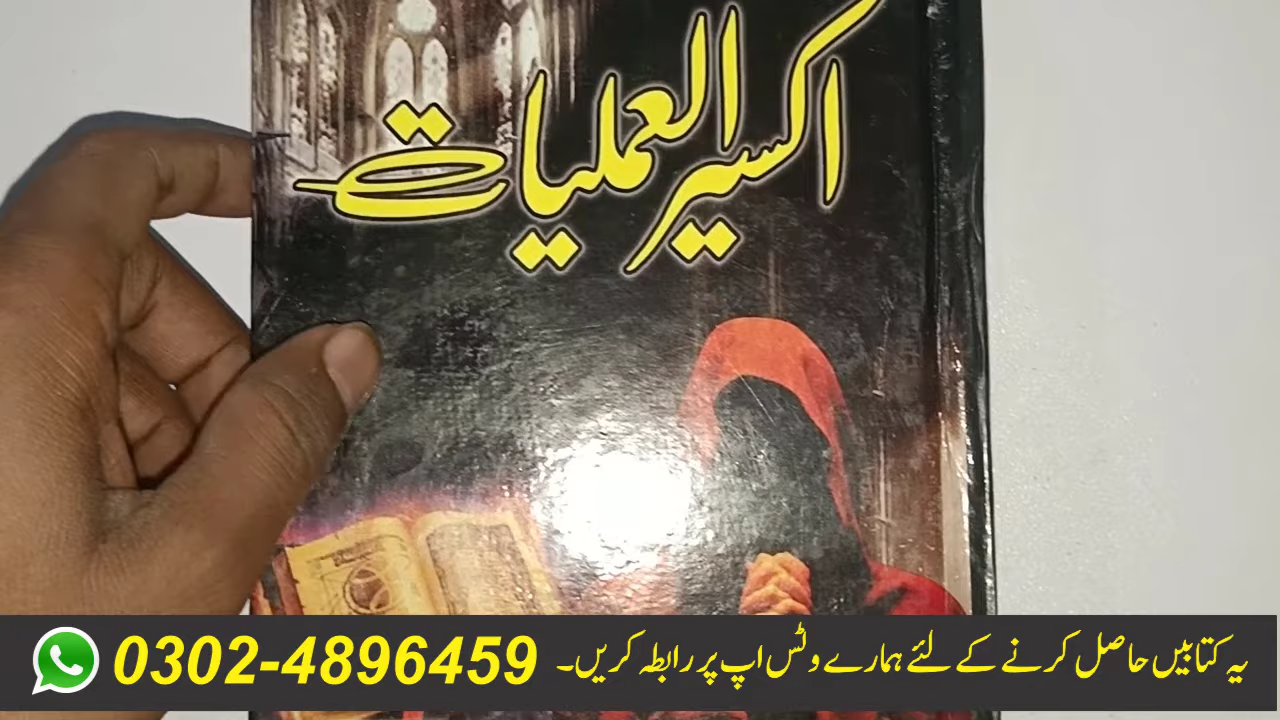 اکسیر العملیات
یہ کتابیں حاصل کرنے کے لئے ہمارے وٹس اپ پر رابطہ کریں۔ 0302-4896459